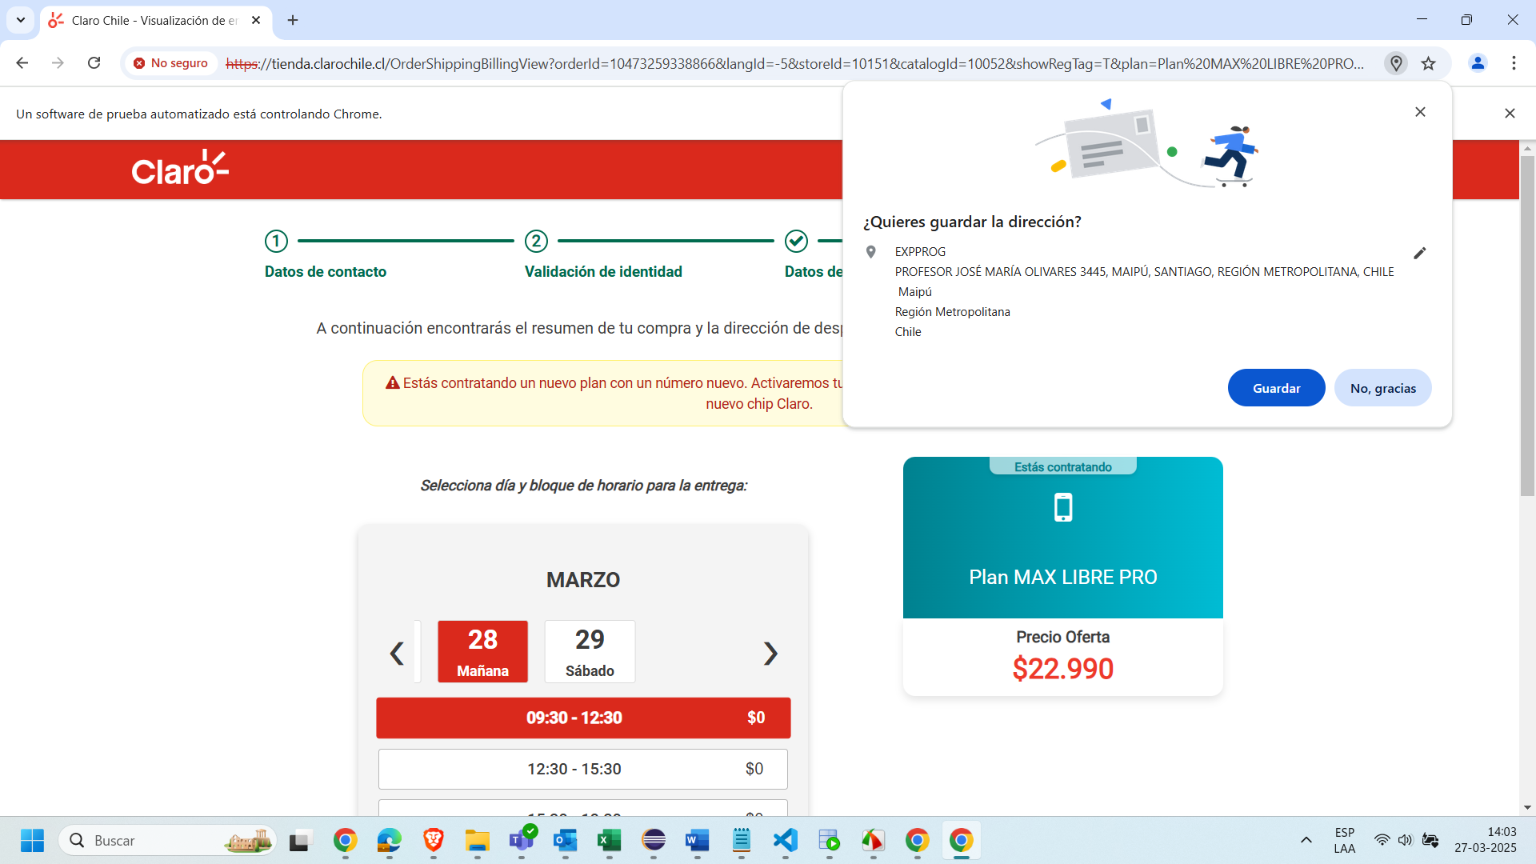 Claro Chile - Visualización de
No seguro
https://tienda.clarochile.cl/OrderShippingBillingView?orderId=10473259338866&langId=-5&storeId=10151&catalogId=10052&showRegTag=T&plan=Plan%20MAX%20LIBRE%20PRO...
Un software de prueba automatizado está controlando Chrome.
Claro
¿Quieres guardar la dirección?
EXPPROG
PROFESOR JOSÉ MARÍA OLIVARES 3445, MAIPÚ, SANTIAGO, REGIÓN METROPOLITANA, CHILE
Maipú
Región Metropolitana
Chile
Guardar
No, gracias
1
2
Datos de contacto
Validación de identidad
Datos de
A continuación encontrarás el resumen de tu compra y la dirección de
Estás contratando un nuevo plan con un número nuevo. Activaremos tu
nuevo chip Claro.
Selecciona día y bloque de horario para la entrega:
MARZO
28
Mañana
29
Sábado
09:30 - 12:30 $0
12:30 - 15:30 $0
Estás contratando
Plan MAX LIBRE PRO
Precio Oferta
$22.990
Buscar
ESP
LAA
14:03
27-03-2025